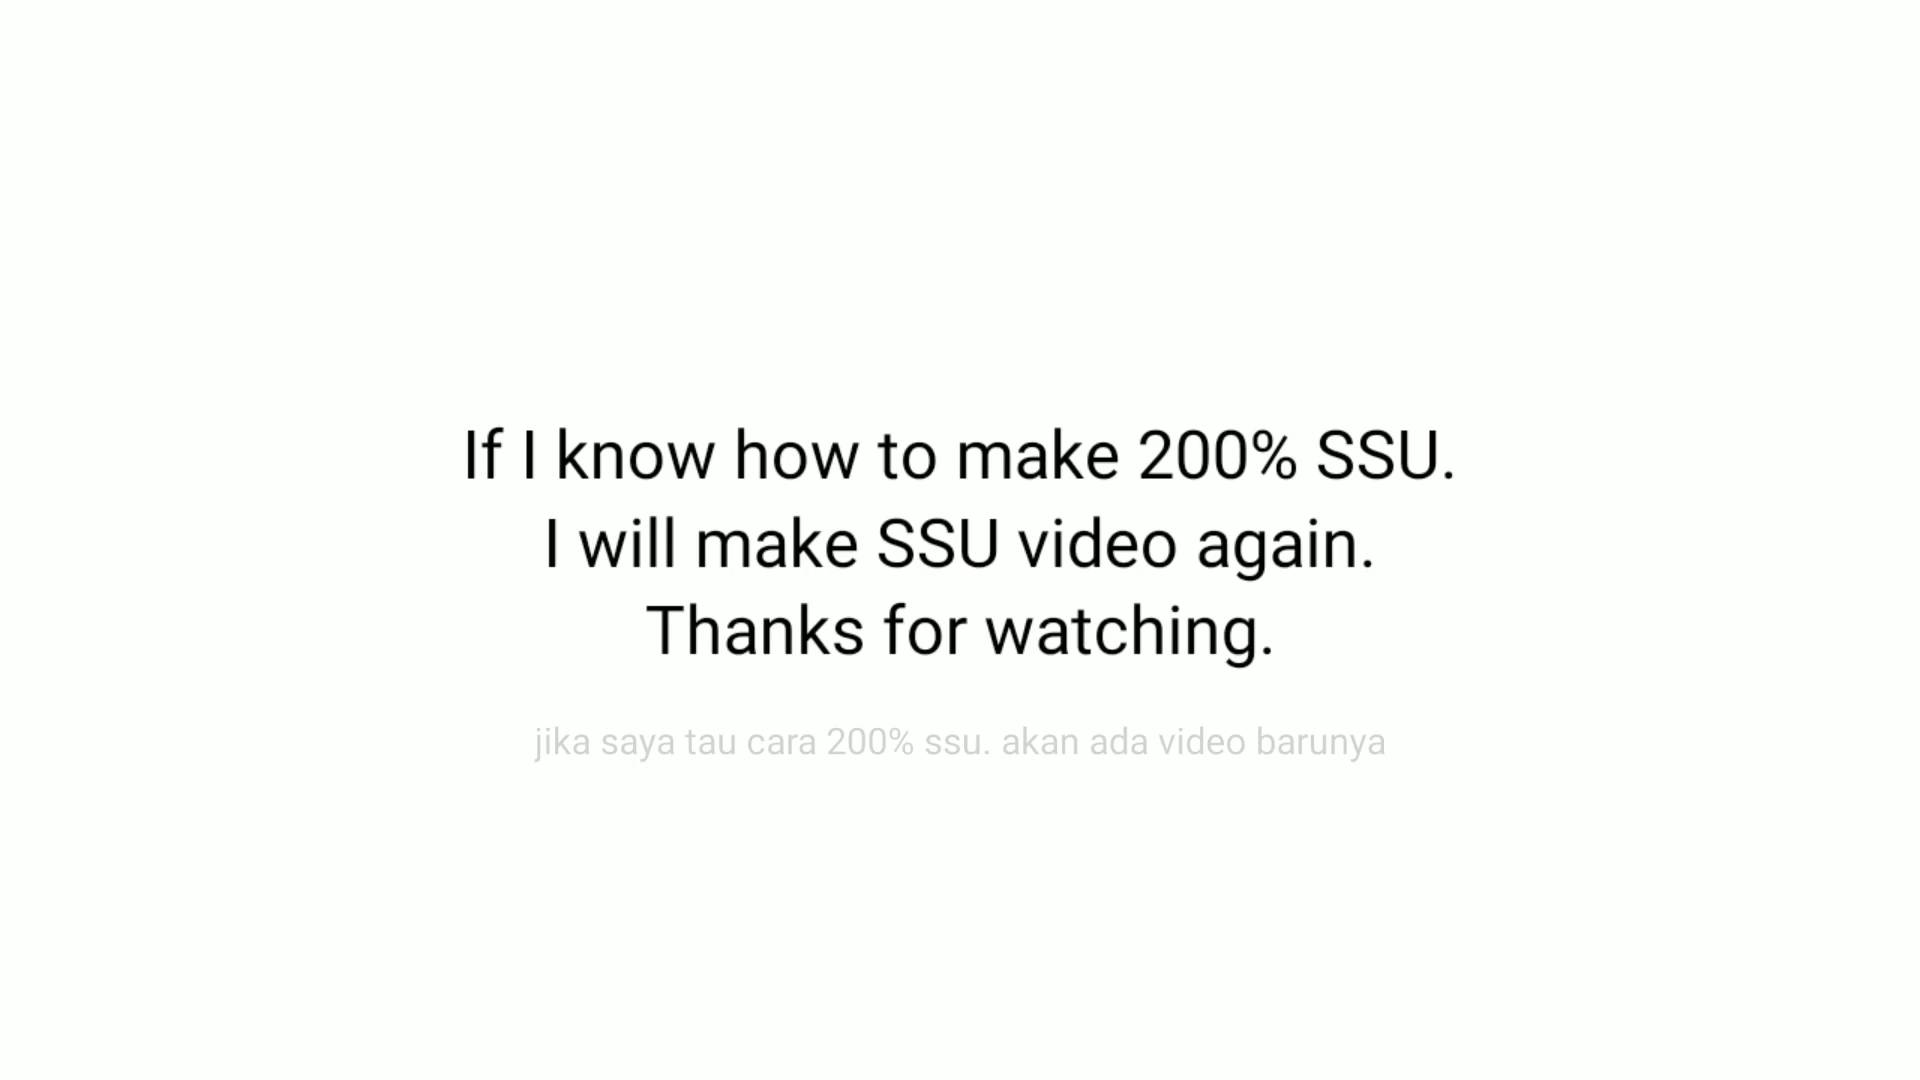 If I know how to make 200% SSU.
I will make SSU video again.
Thanks for watching.
jika saya tau cara 200% ssu. akan ada video barunya